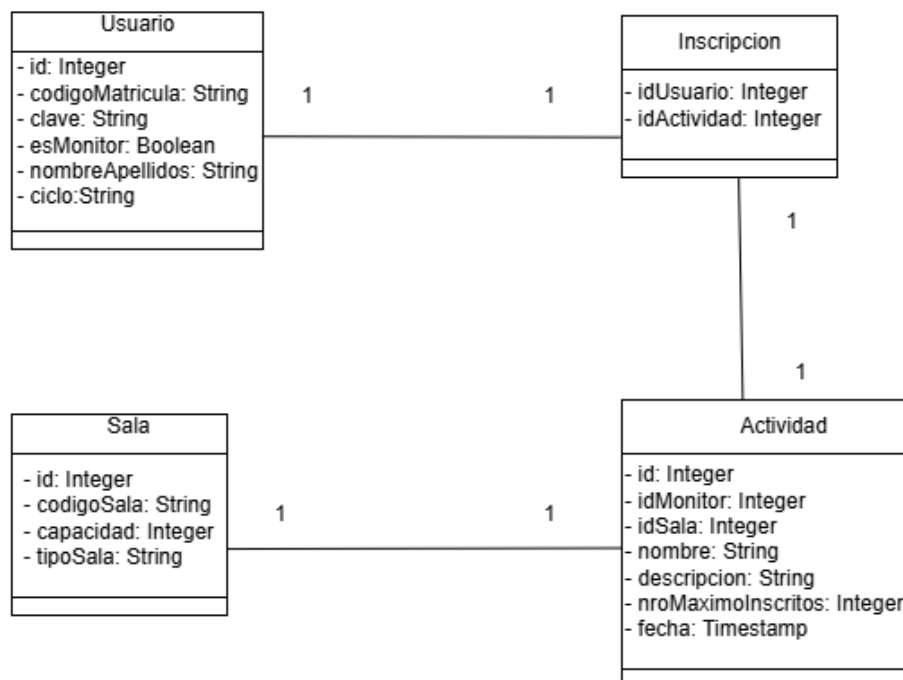 Usuario
- id: Integer
- codigoMatricula: String
- clave: String
- esMonitor: Boolean
- nombreApellidos: String
- ciclo:String
1
1
Inscripcion
- idUsuario: Integer
- idActividad: Integer
1
1
Sala
- id: Integer
- codigoSala: String
- capacidad: Integer
- tipoSala: String
1
1
Actividad
- id: Integer
- idMonitor: Integer
- idSala: Integer
- nombre: String
- descripcion: String
- nroMaximoInscritos: Integer
- fecha: Timestamp